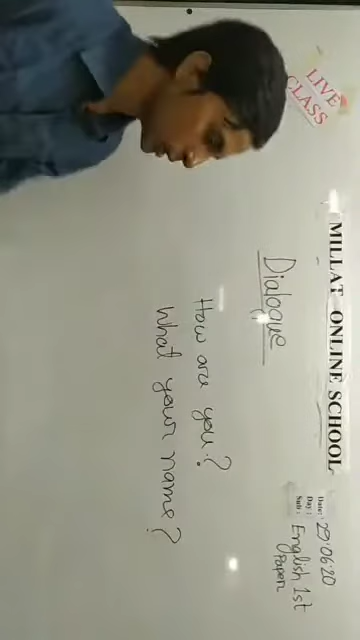 LIVE
CLASS
MILLAT ONLINE SCHOOL
Date: 29.06.20
Day:
Sub: English 1st
Paper
Dialogue
How are you?
What your name?